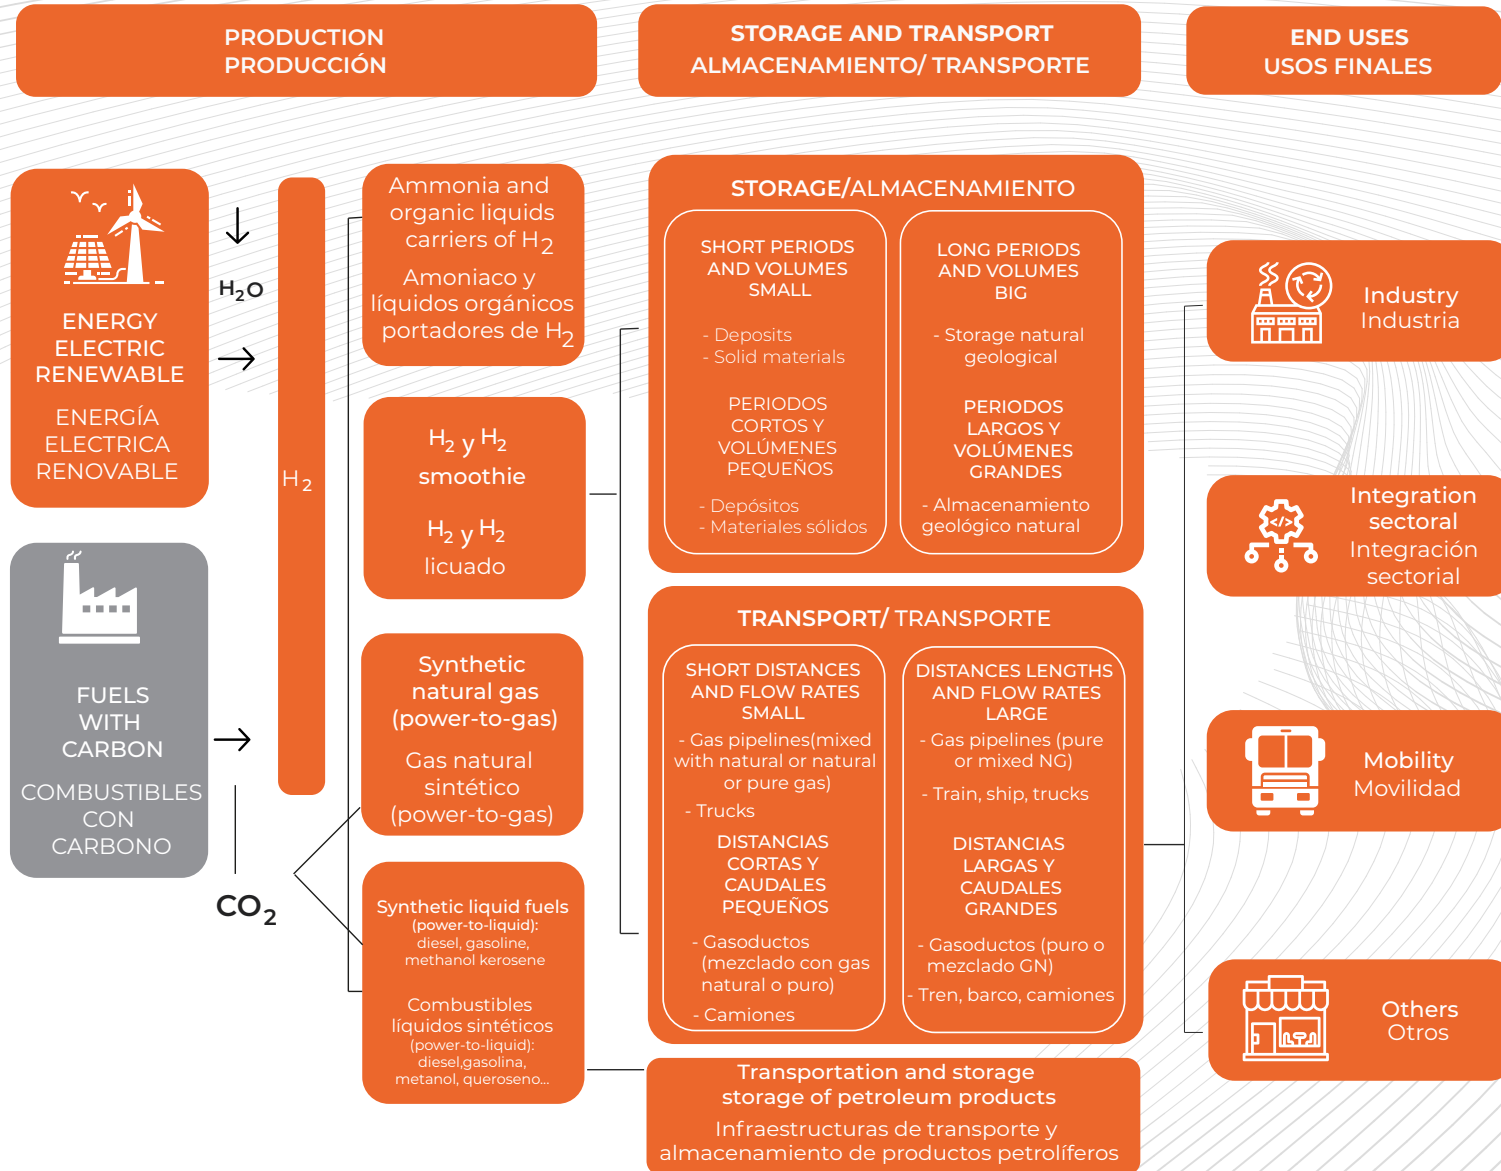 PRODUCTION
PRODUCCIÓN
STORAGE AND TRANSPORT
ALMACENAMIENTO/ TRANSPORTE
END USES
USOS FINALES
ENERGY
ELECTRIC
RENEWABLE
ENERGÍA
ELECTRICA
RENOVABLE
H₂O
FUELS
WITH
CARBON
COMBUSTIBLES
CON
CARBONO
CO₂
H₂
Ammonia and
organic liquids
carriers of H₂
Amoniaco y
líquidos orgánicos
portadores de H₂
H₂ y H₂
smoothie
H₂ y H₂
licuado
Synthetic
natural gas
(power-to-gas)
Gas natural
sintético
(power-to-gas)
Synthetic liquid fuels
(power-to-liquid):
diesel, gasoline,
methanol kerosene
Combustibles
líquidos sintéticos
(power-to-liquid):
diesel,gasolina,
metanol, queroseno...
STORAGE/ALMACENAMIENTO
SHORT PERIODS
AND VOLUMES
SMALL
- Deposits
- Solid materials
PERIODOS
CORTOS Y
VOLÚMENES
PEQUEÑOS
- Depósitos
- Materiales sólidos
LONG PERIODS
AND VOLUMES
BIG
- Storage natural
geological
PERIODOS
LARGOS Y
VOLÚMENES
GRANDES
- Almacenamiento
geológico natural
TRANSPORT/ TRANSPORTE
SHORT DISTANCES
AND FLOW RATES
SMALL
- Gas pipelines(mixed
with natural or natural
or pure gas)
- Trucks
DISTANCIAS
CORTAS Y
CAUDALES
PEQUEÑOS
- Gasoductos
(mezclado con gas
natural o puro)
- Camiones
DISTANCES LENGTHS
AND FLOW RATES
LARGE
- Gas pipelines (pure
or mixed NG)
- Train, ship, trucks
DISTANCIAS
LARGAS Y
CAUDALES
GRANDES
- Gasoductos (puro o
mezclado GN)
- Tren, barco, camiones
Transportation and storage
storage of petroleum products
Infraestructuras de transporte y
almacenamiento de productos petrolíferos
Industry
Industria
</>
Integration
sectoral
Integración
sectorial
Mobility
Movilidad
Others
Otros